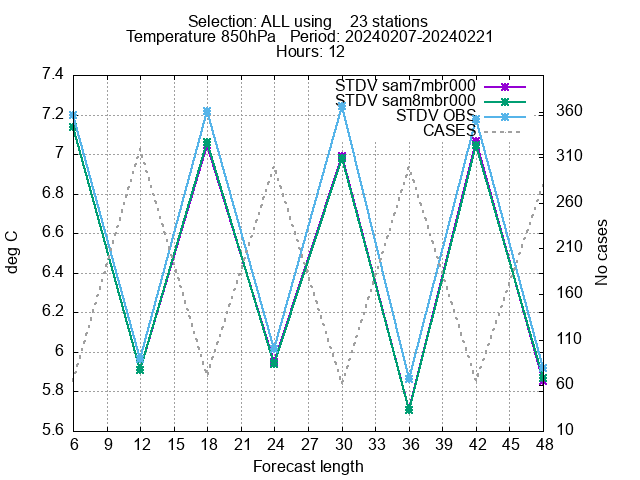 Selection: ALL using    23 stations
Temperature 850hPa   Period: 20240207-20240221
Hours: 12
STDV sam7mbr000
STDV sam8mbr000
STDV OBS
CASES
7.4
7.2
7
6.8
6.6
6.4
6.2
6
5.8
5.6
deg C
360
310
260
210
160
110
60
10
No cases
6 9 12 15 18 21 24 27 30 33 36 39 42 45 48
Forecast length